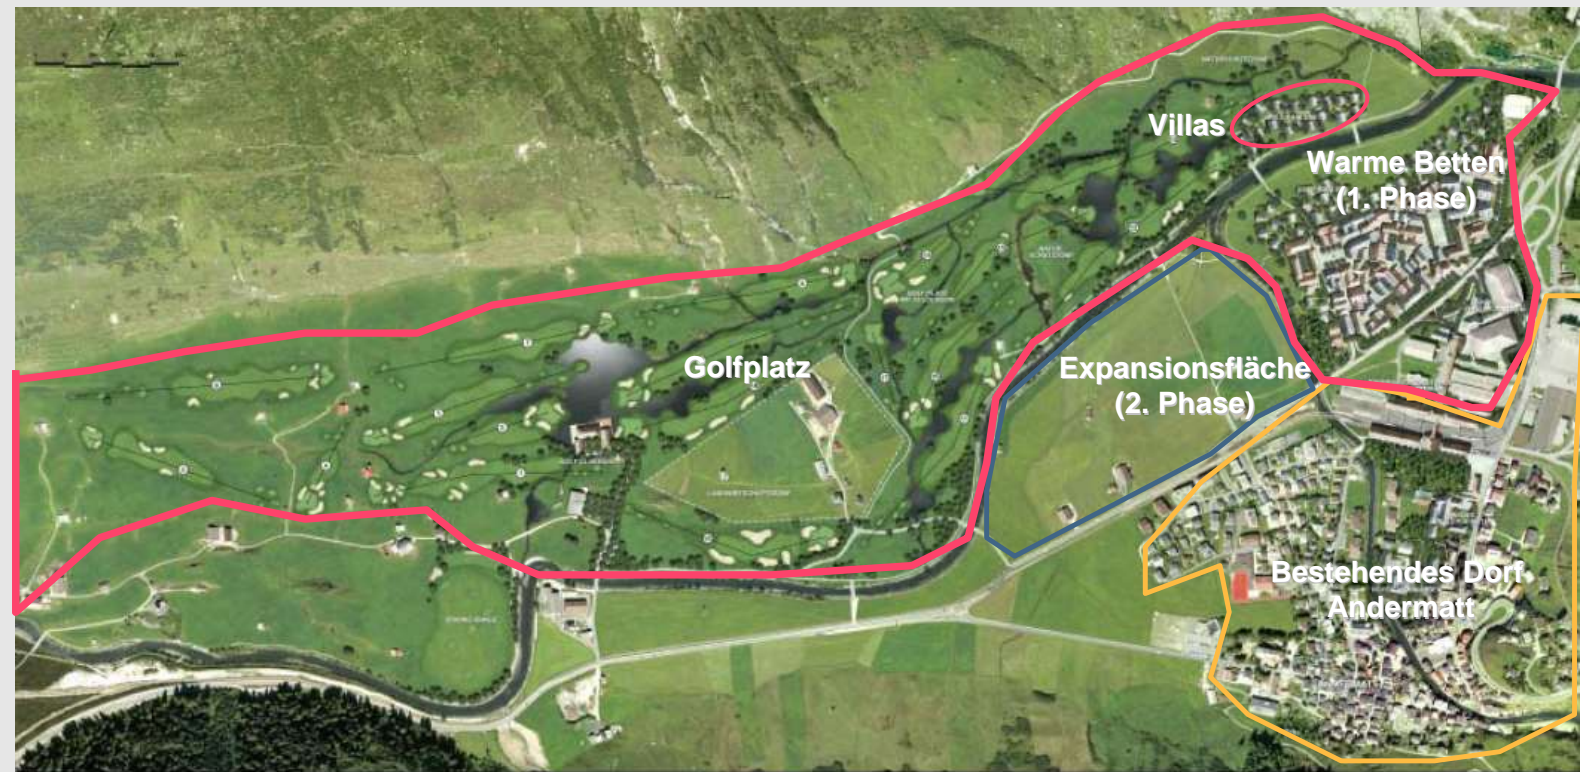 Villas
Warme Betten
(1. Phase)
Golfplatz
Expansionsfläche
(2. Phase)
Bestehendes Dorf
Andermatt